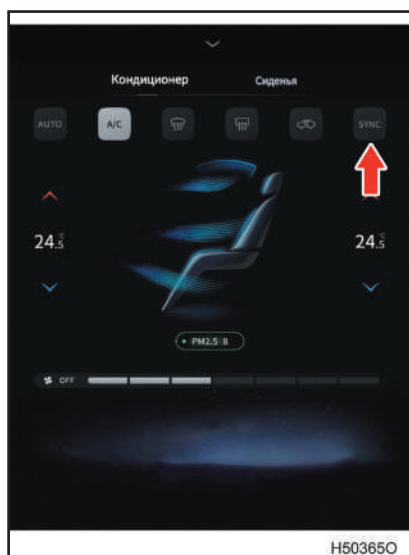 Кондиционер Сиденья
AUTO A/C SYNC
24.5 °C 24.5 °C
• PM2.5 8
OFF
H50365O